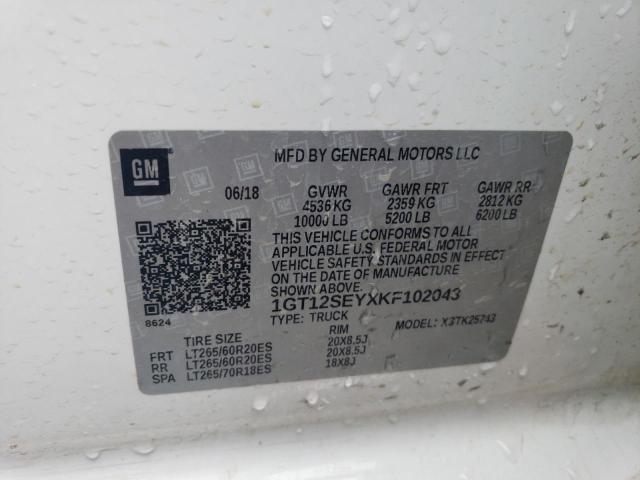 GM
MFD BY GENERAL MOTORS LLC
06/18 GVWR GAWR FRT GAWR RR
4536 KG 2359 KG 2812 KG
10000 LB 5200 LB 6200 LB
THIS VEHICLE CONFORMS TO ALL
APPLICABLE U.S. FEDERAL MOTOR
VEHICLE SAFETY STANDARDS IN EFFECT
ON THE DATE OF MANUFACTURE
SHOWN ABOVE.
1GT12SEYXKF102043
8624
TYPE: TRUCK MODEL: X3TK25743
TIRE SIZE RIM
FRT LT265/60R20ES 20X8.5J
RR LT265/60R20ES 20X8.5J
SPA LT265/70R18ES 18X8J